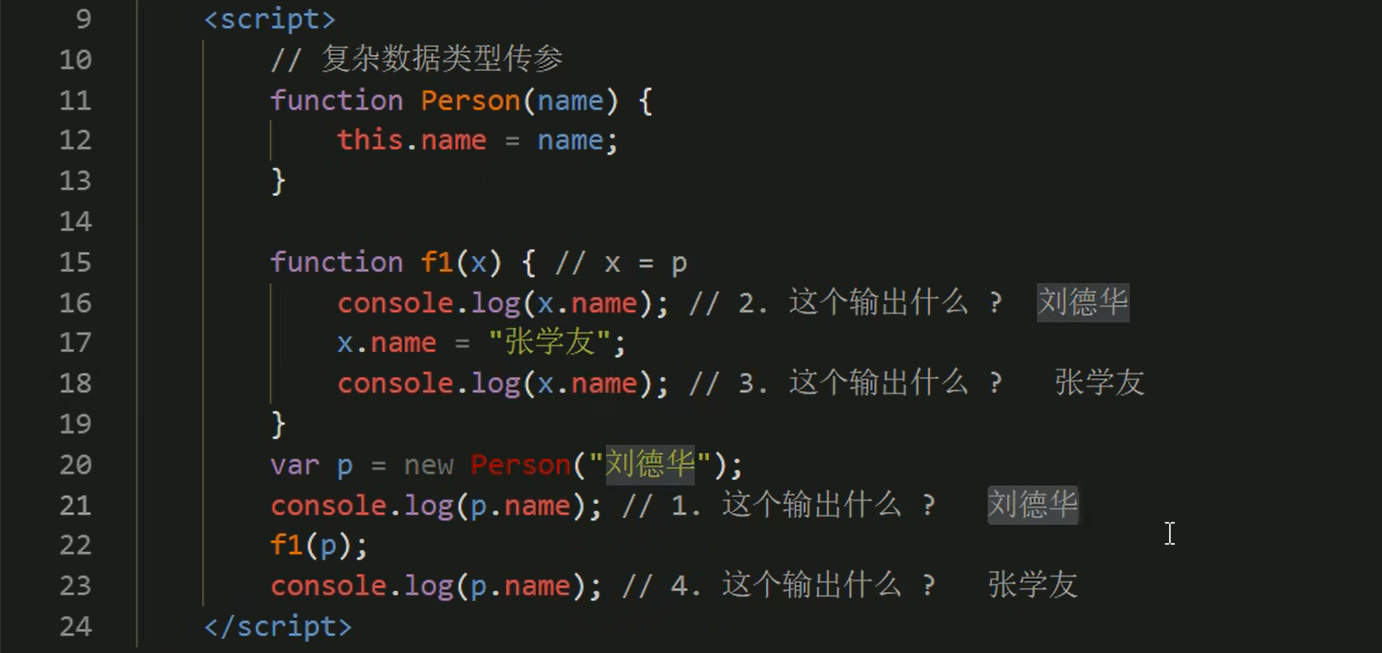 9 <script>
10 // 复杂数据类型传参
11 function Person(name) {
12 this.name = name;
13 }
14
15 function f1(x) { // x = p
16 console.log(x.name); // 2. 这个输出什么 ? 刘德华
17 x.name = "张学友";
18 console.log(x.name); // 3. 这个输出什么 ? 张学友
19 }
20 var p = new Person("刘德华");
21 console.log(p.name); // 1. 这个输出什么 ? 刘德华
22 f1(p);
23 console.log(p.name); // 4. 这个输出什么 ? 张学友
24 </script>